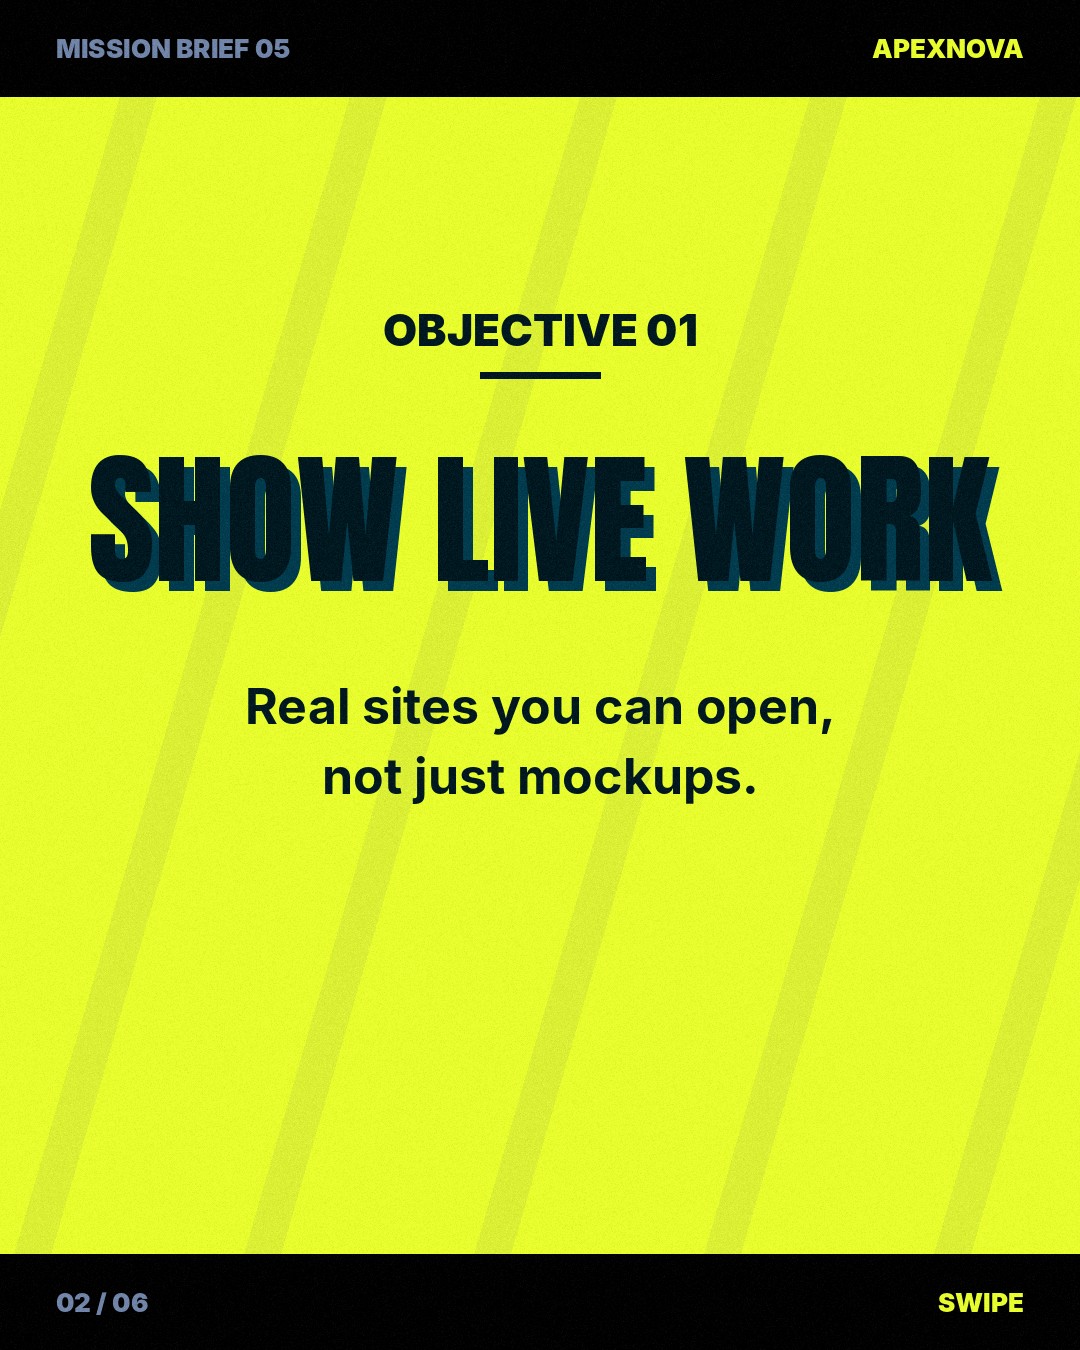 MISSION BRIEF 05
APEXNOVA
OBJECTIVE 01
SHOW LIVE WORK
Real sites you can open,
not just mockups.
02 / 06
SWIPE